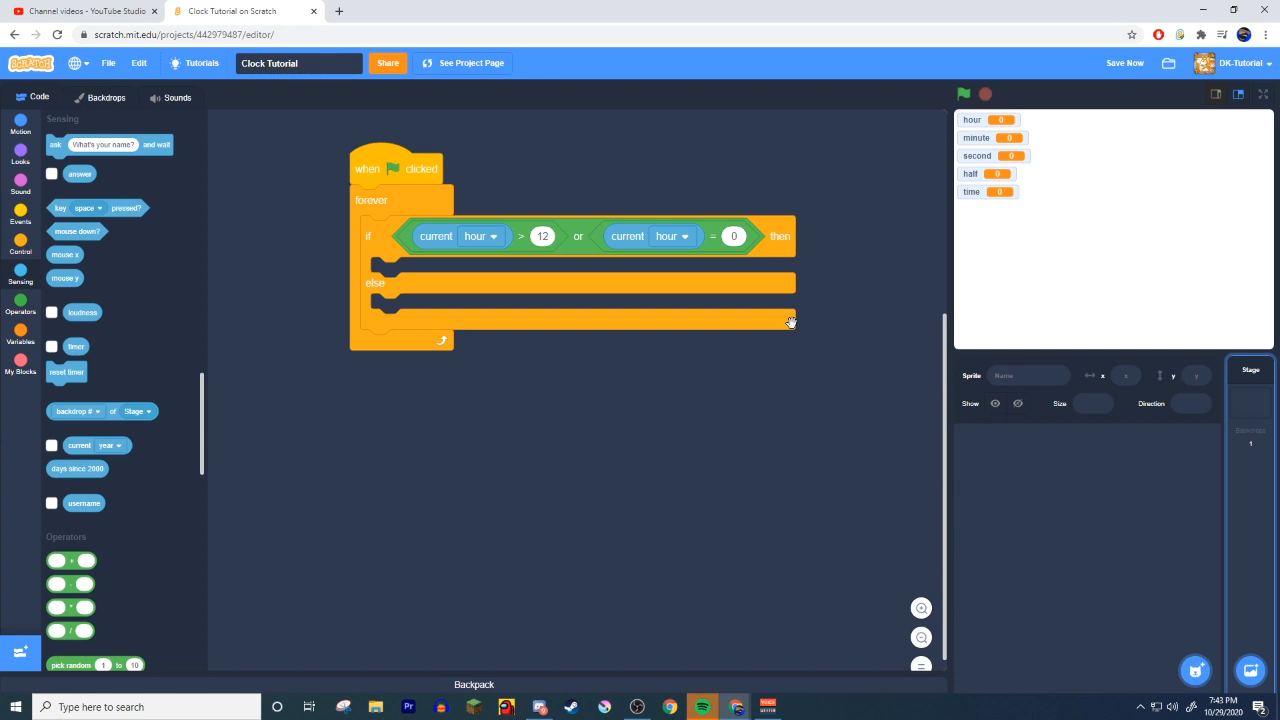 Channel videos - YouTube Studio
Clock Tutorial on Scratch
scratch.mit.edu/projects/442979487/editor/
SCRATCH File Edit Tutorials Clock Tutorial Share See Project Page Save Now DK-Tutorial
Code Backdrops Sounds
Motion
Looks
Sound
Events
Control
Sensing
Operators
Variables
My Blocks
Sensing
ask What's your name? and wait
answer
key space pressed?
mouse down?
mouse x
mouse y
loudness
timer
reset timer
backdrop # of Stage
current year
days since 2000
username
Operators
+
-
*
/
pick random 1 to 10
when clicked
forever
if current hour > 12 or current hour = 0 then
else
hour 0
minute 0
second 0
half 0
time 0
Sprite Name x x y y
Show Size Direction
Stage
Backdrops
1
Backpack
Type here to search
7:43 PM
10/29/2020
2